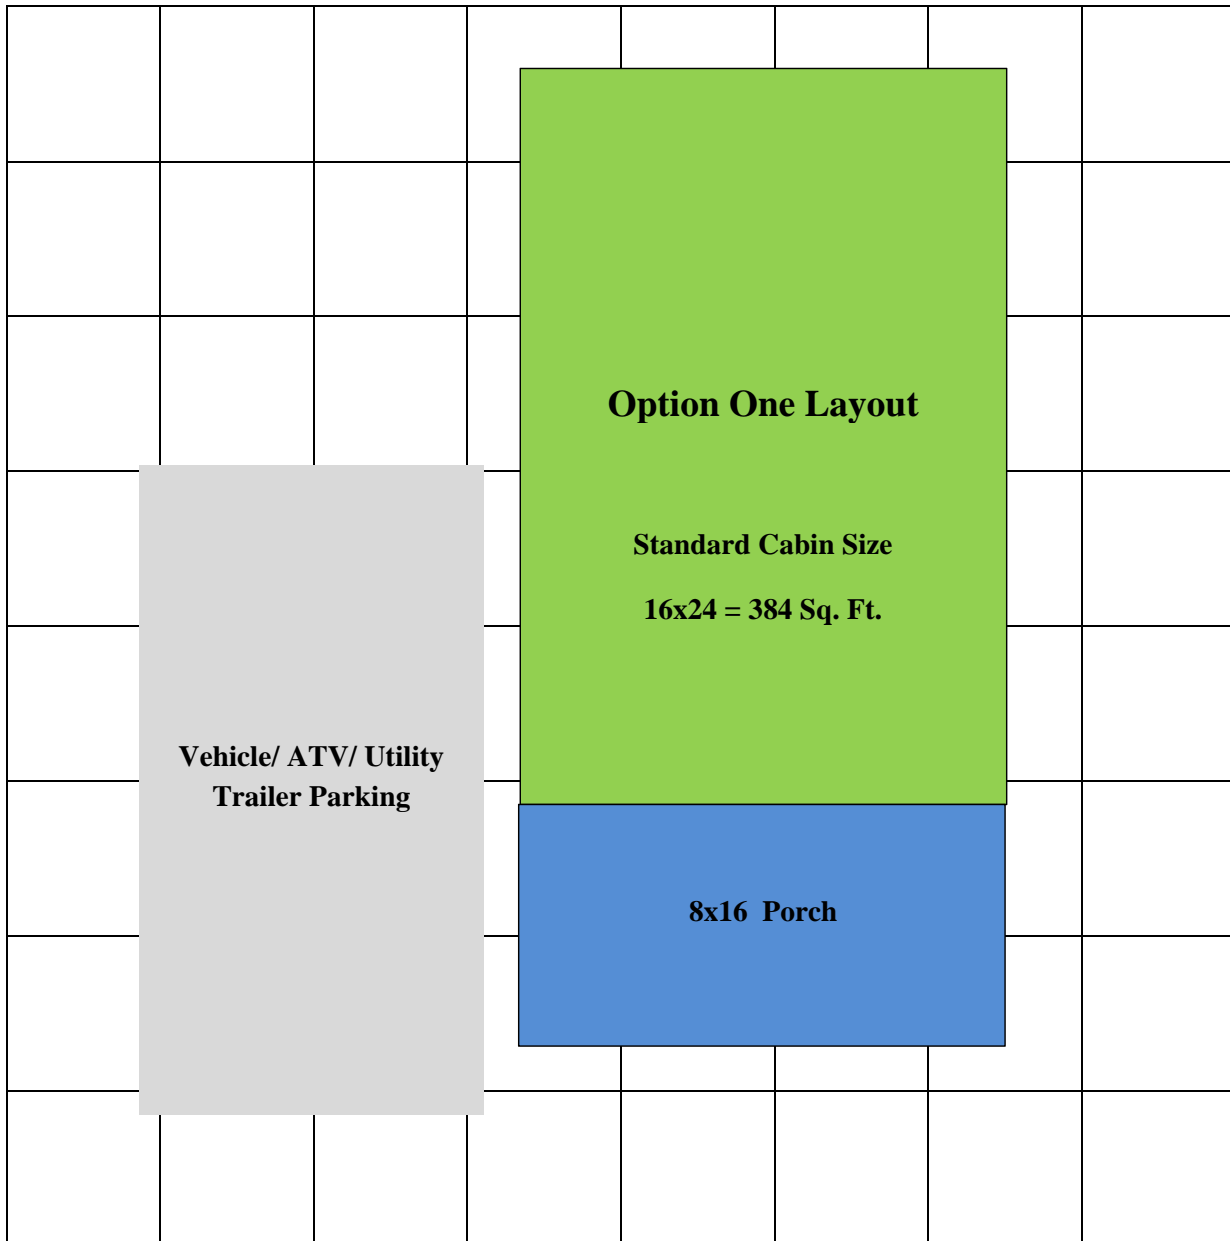 Option One Layout
Standard Cabin Size
16x24 = 384 Sq. Ft.
Vehicle/ ATV/ Utility
Trailer Parking
8x16  Porch